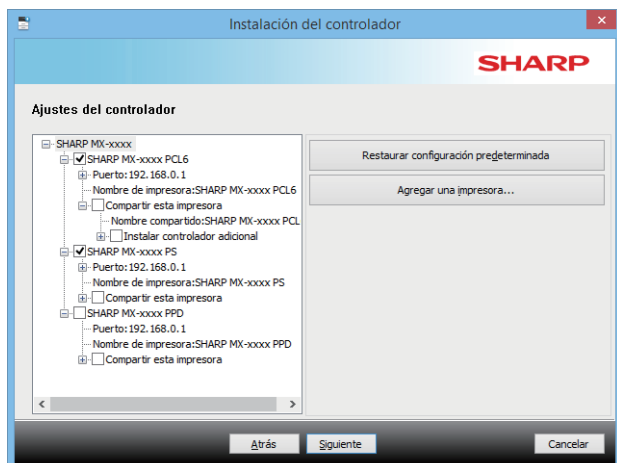 Instalación del controlador
SHARP
Ajustes del controlador
SHARP MX-xxxx
SHARP MX-xxxx PCL6
Puerto:192.168.0.1
Nombre de impresora:SHARP MX-xxxx PCL6
Compartir esta impresora
Nombre compartido:SHARP MX-xxxx PCL
Instalar controlador adicional
SHARP MX-xxxx PS
Puerto:192.168.0.1
Nombre de impresora:SHARP MX-xxxx PS
Compartir esta impresora
SHARP MX-xxxx PPD
Puerto:192.168.0.1
Nombre de impresora:SHARP MX-xxxx PPD
Compartir esta impresora
Restaurar configuración predeterminada
Agregar una impresora...
Atrás
Siguiente
Cancelar